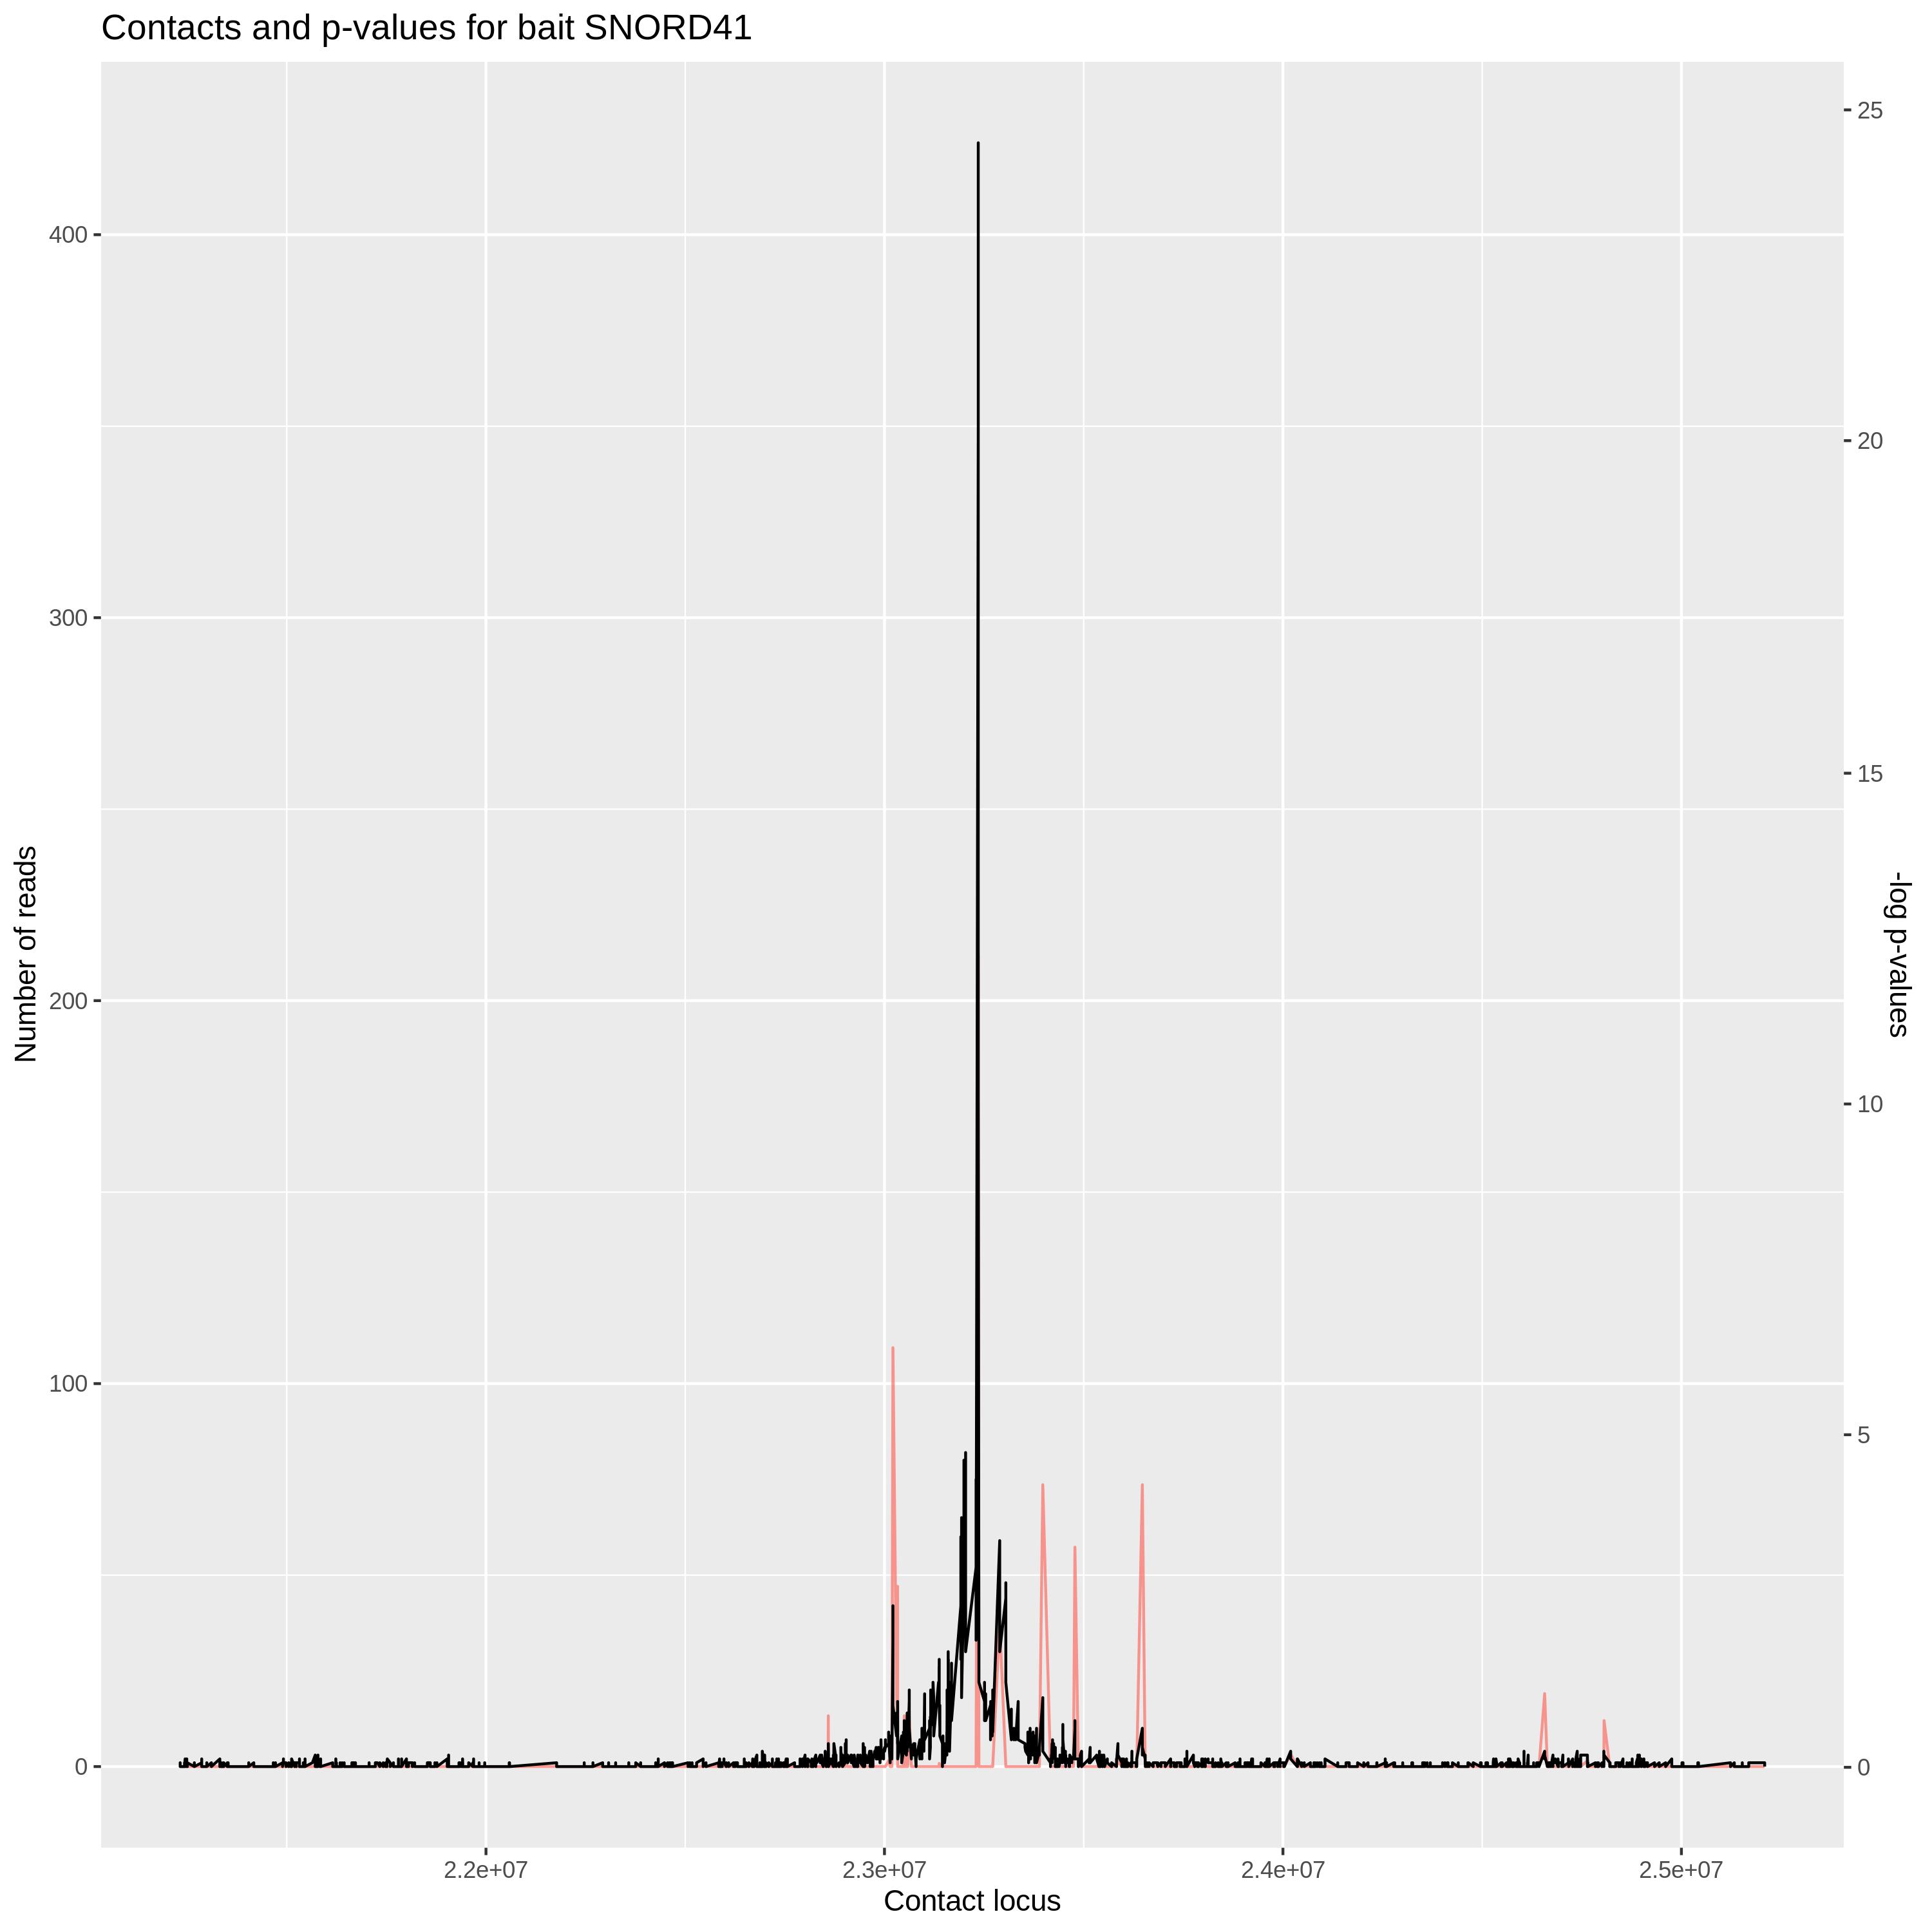 Contacts and p-values for bait SNORD41
25
400
20
300
15
Number of reads
-log p-values
200
10
100
5
0
0
2.2e+07
2.3e+07
2.4e+07
2.5e+07
Contact locus